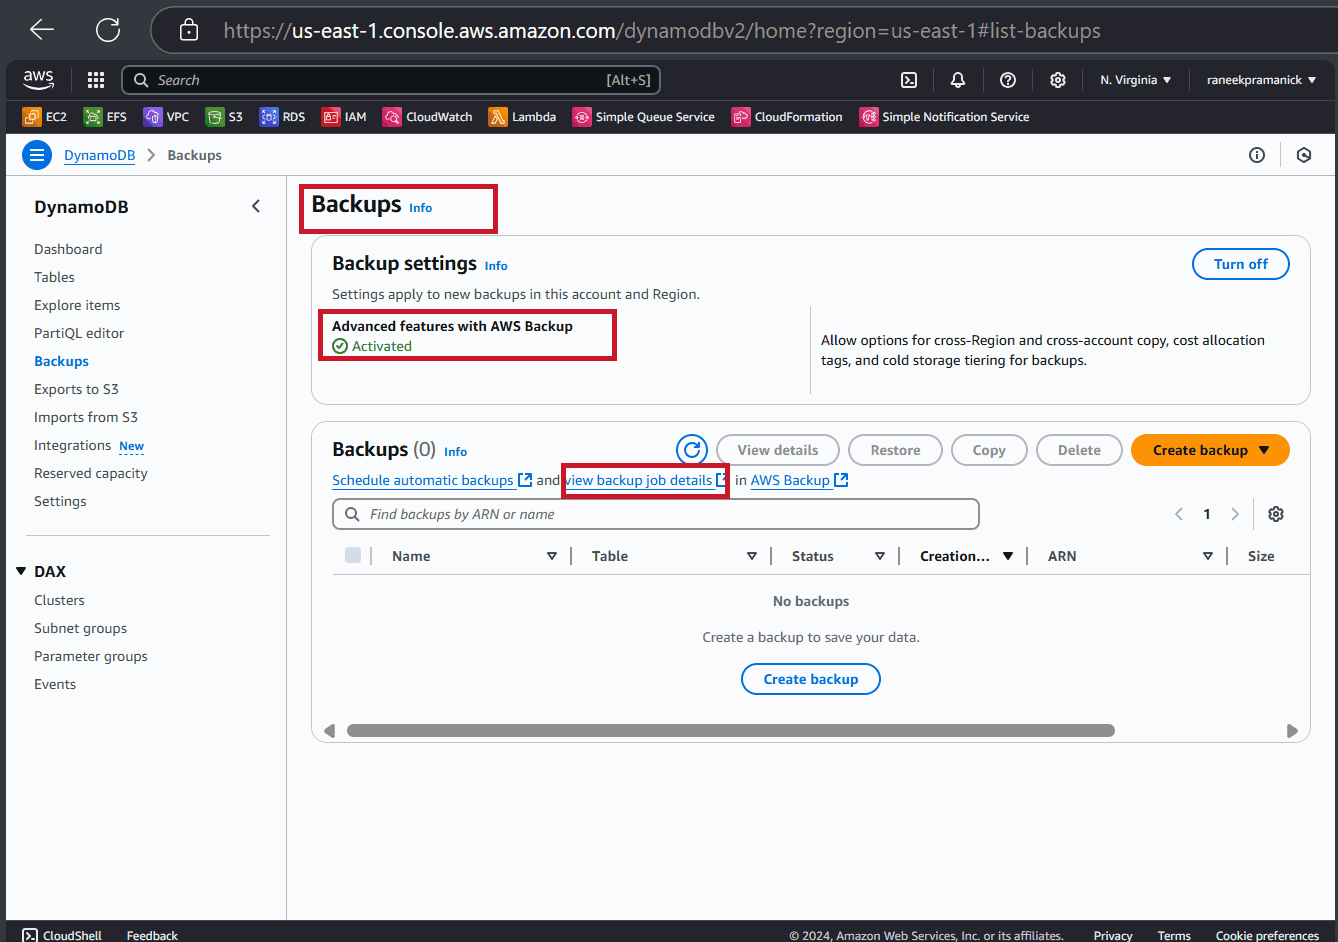 https://us-east-1.console.aws.amazon.com/dynamodbv2/home?region=us-east-1#list-backups
aws Search [Alt+S] N. Virginia raneekpramanick
EC2 EFS VPC S3 RDS IAM CloudWatch Lambda Simple Queue Service CloudFormation Simple Notification Service
DynamoDB Backups
DynamoDB
Dashboard
Tables
Explore items
PartiQL editor
Backups
Exports to S3
Imports from S3
Integrations New
Reserved capacity
Settings
DAX
Clusters
Subnet groups
Parameter groups
Events
Backups Info
Backup settings Info
Turn off
Settings apply to new backups in this account and Region.
Advanced features with AWS Backup
Activated
Allow options for cross-Region and cross-account copy, cost allocation
tags, and cold storage tiering for backups.
Backups (0) Info
View details Restore Copy Delete Create backup
Schedule automatic backups and view backup job details in AWS Backup
Find backups by ARN or name
1
Name Table Status Creation... ARN Size
No backups
Create a backup to save your data.
Create backup
CloudShell Feedback © 2024, Amazon Web Services, Inc. or its affiliates. Privacy Terms Cookie preferences